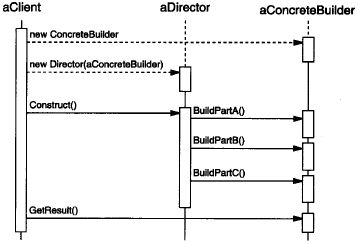 aClient aDirector aConcreteBuilder
new ConcreteBuilder
new Director(aConcreteBuilder)
Construct() BuildPartA()
BuildPartB()
BuildPartC()
GetResult()